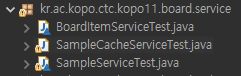 kr.ac.kopo.ctc.kopo11.board.service
BoardItemServiceTest.java
SampleCacheServiceTest.java
SampleServiceTest.java